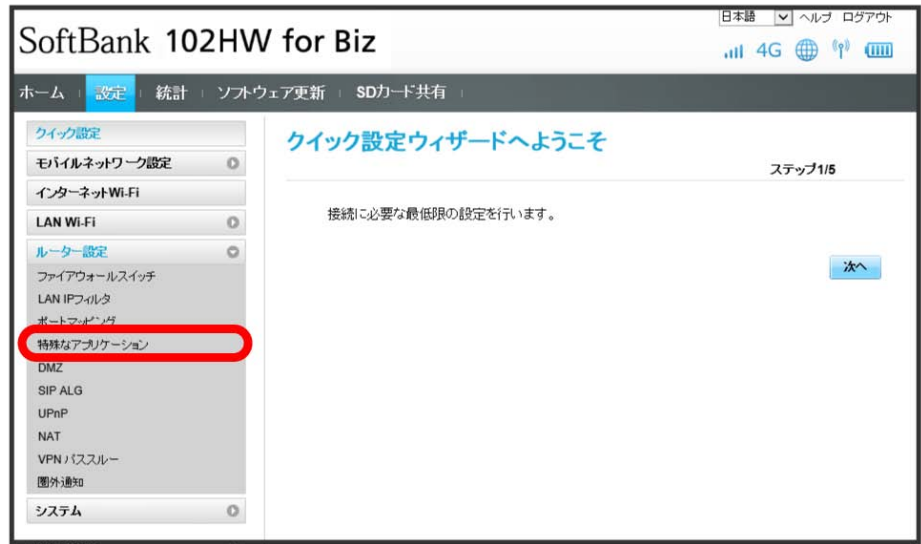 日本語 ヘルプ ログアウト
SoftBank 102HW for Biz
4G
ホーム 設定 統計 ソフトウェア更新 SDカード共有
クイック設定
モバイルネットワーク設定
インターネットWi-Fi
LAN Wi-Fi
ルーター設定
ファイアウォールスイッチ
LAN IPフィルタ
ポートマッピング
特殊なアプリケーション
DMZ
SIP ALG
UPnP
NAT
VPN パススルー
圏外通知
システム
クイック設定ウィザードへようこそ
ステップ1/5
接続に必要な最低限の設定を行います。
次へ